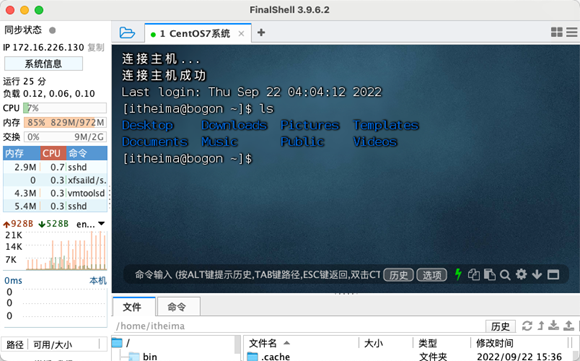 FinalShell 3.9.6.2
同步状态
IP 172.16.226.130 复制
系统信息
运行 25 分
负载 0.12, 0.06, 0.10
CPU 7%
内存 85% 829M/972M
交换 0% 9M/2G
内存 CPU 命令
2.9M 0.7 sshd
0 0.3 xfsaild/s.
4.3M 0.3 vmtoolsd
5.4M 0.3 sshd
928B 528B en...
21K
14K
7K
0ms 本机
0
0
0
路径 可用/大小
1 CentOS7系统
连接主机...
连接主机成功
Last login: Thu Sep 22 04:04:12 2022
[itheima@bogon ~]$ ls
Desktop Downloads Pictures Templates
Documents Music Public Videos
[itheima@bogon ~]$
命令输入 (按ALT键提示历史,TAB键路径,ESC键返回,双击CT 历史 选项
文件 命令
/home/itheima 历史
/
bin
文件名 大小 类型 修改时间
.cache 文件夹 2022/09/22 15:36